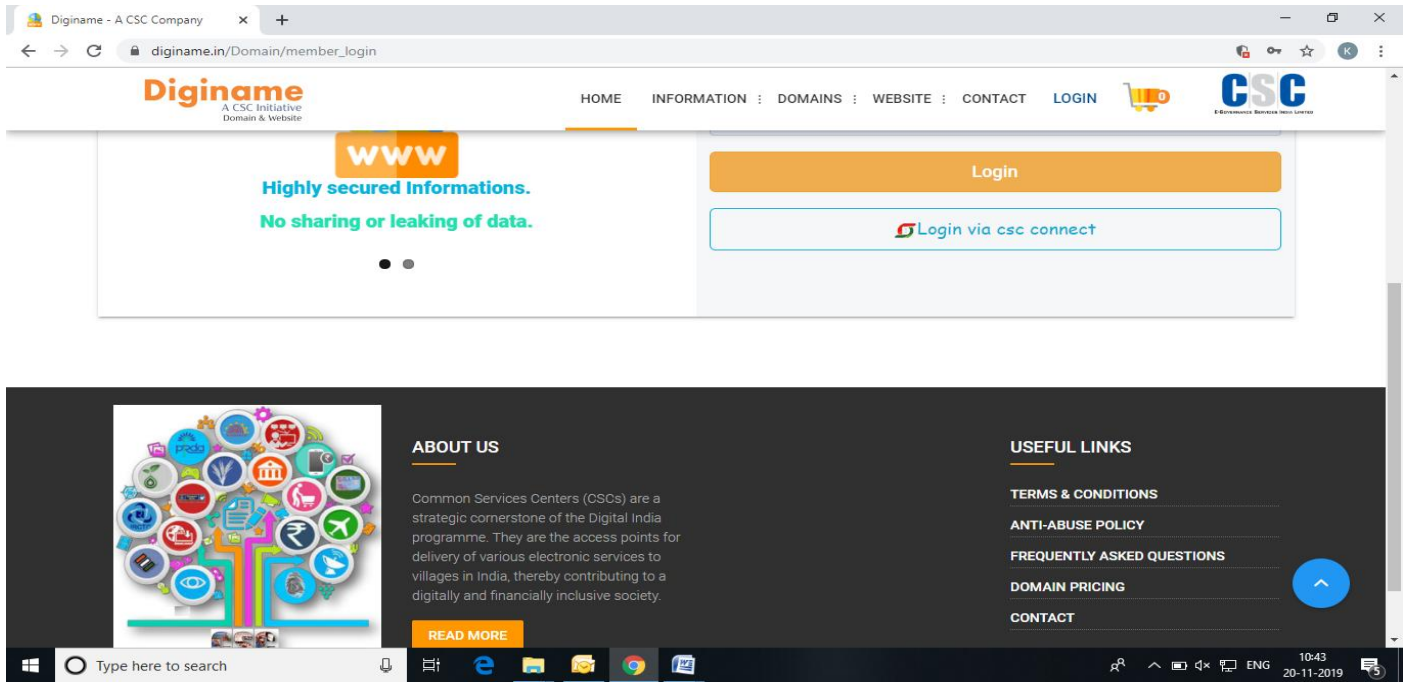 Diginame - A CSC Company
diginame.in/Domain/member_login
K
Diginame
A CSC Initiative
Domain & Website
HOME
INFORMATION
DOMAINS
WEBSITE
CONTACT
LOGIN
0
CSC
E-Governance Services India Limited
WWW
Highly secured Informations.
No sharing or leaking of data.
Login
Login via csc connect
ABOUT US
Common Services Centers (CSCs) are a
strategic cornerstone of the Digital India
programme. They are the access points for
delivery of various electronic services to
villages in India, thereby contributing to a
digitally and financially inclusive society.
READ MORE
USEFUL LINKS
TERMS & CONDITIONS
ANTI-ABUSE POLICY
FREQUENTLY ASKED QUESTIONS
DOMAIN PRICING
CONTACT
Type here to search
ENG
10:43
20-11-2019
5